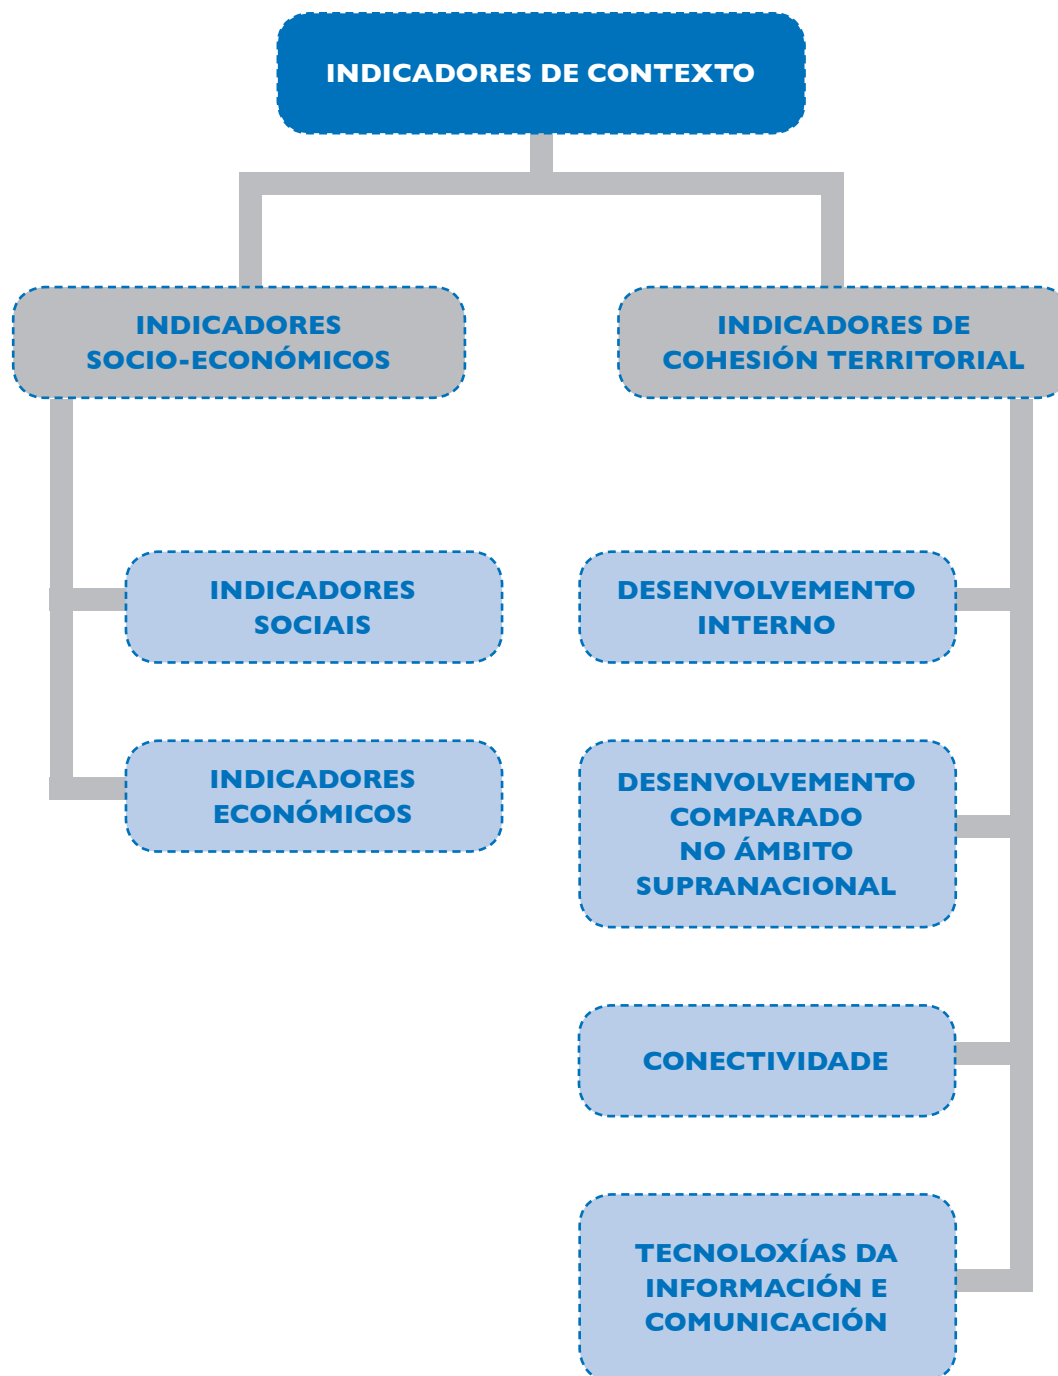 INDICADORES DE CONTEXTO
INDICADORES
SOCIO-ECONÓMICOS
INDICADORES DE
COHESIÓN TERRITORIAL
INDICADORES
SOCIAIS
INDICADORES
ECONÓMICOS
DESENVOLVEMENTO
INTERNO
DESENVOLVEMENTO
COMPARADO
NO ÁMBITO
SUPRANACIONAL
CONECTIVIDADE
TECNOLOXÍAS DA
INFORMACIÓN E
COMUNICACIÓN